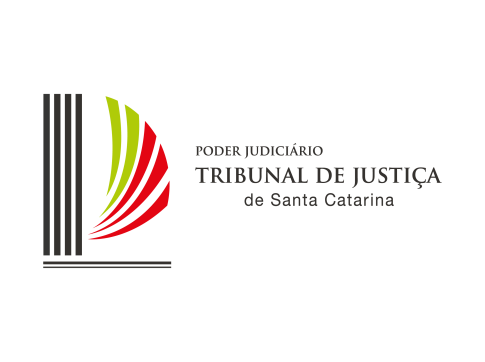 PODER JUDICIÁRIO
TRIBUNAL DE JUSTIÇA
de Santa Catarina